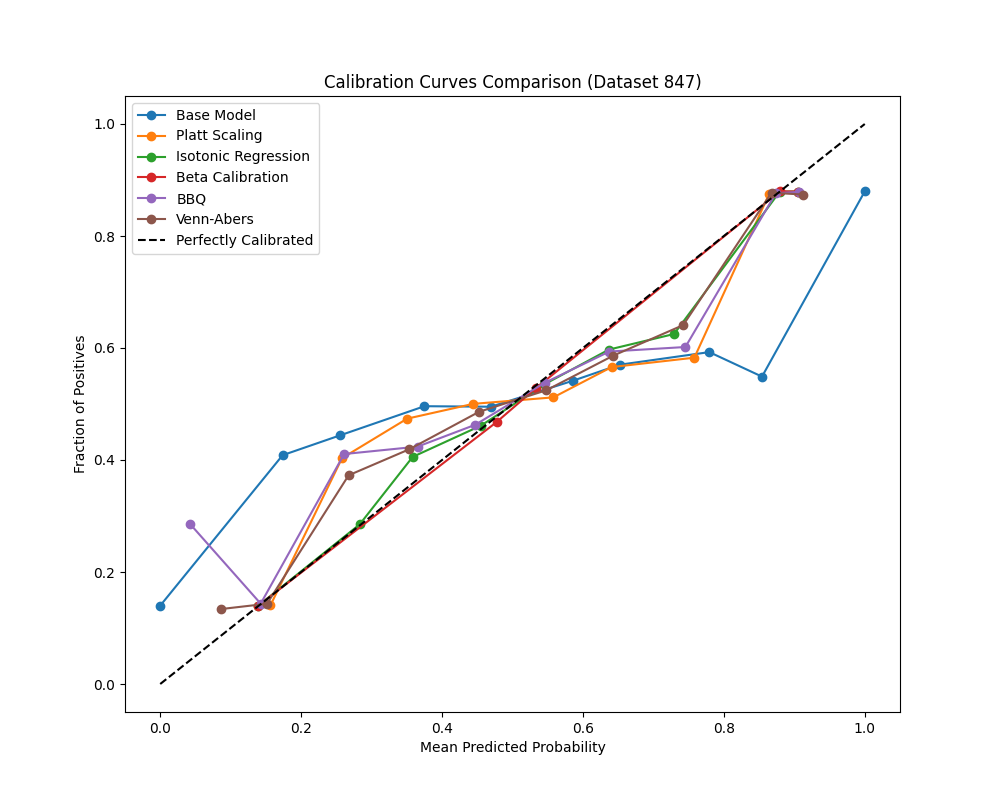 Calibration Curves Comparison (Dataset 847)
Base Model
Platt Scaling
Isotonic Regression
Beta Calibration
BBQ
Venn-Abers
Perfectly Calibrated
Fraction of Positives
1.0
0.8
0.6
0.4
0.2
0.0
0.0 0.2 0.4 0.6 0.8 1.0
Mean Predicted Probability